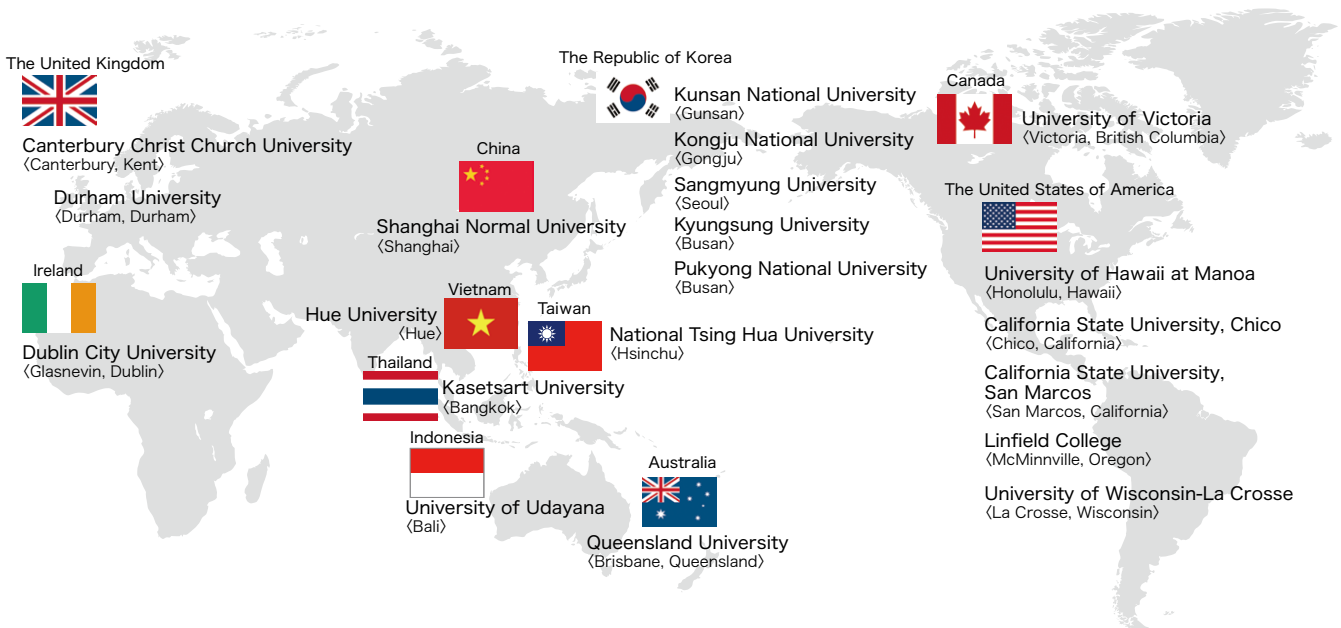 The United Kingdom
Canterbury Christ Church University
〈Canterbury, Kent〉
Durham University
〈Durham, Durham〉
Ireland
Dublin City University
〈Glasnevin, Dublin〉
China
Shanghai Normal University
〈Shanghai〉
Vietnam
Hue University
〈Hue〉
Taiwan
National Tsing Hua University
〈Hsinchu〉
Thailand
Kasetsart University
〈Bangkok〉
Indonesia
University of Udayana
〈Bali〉
Australia
Queensland University
〈Brisbane, Queensland〉
The Republic of Korea
Kunsan National University
〈Gunsan〉
Kongju National University
〈Gongju〉
Sangmyung University
〈Seoul〉
Kyungsung University
〈Busan〉
Pukyong National University
〈Busan〉
Canada
University of Victoria
〈Victoria, British Columbia〉
The United States of America
University of Hawaii at Manoa
〈Honolulu, Hawaii〉
California State University, Chico
〈Chico, California〉
California State University,
San Marcos
〈San Marcos, California〉
Linfield College
〈McMinnville, Oregon〉
University of Wisconsin-La Crosse
〈La Crosse, Wisconsin〉